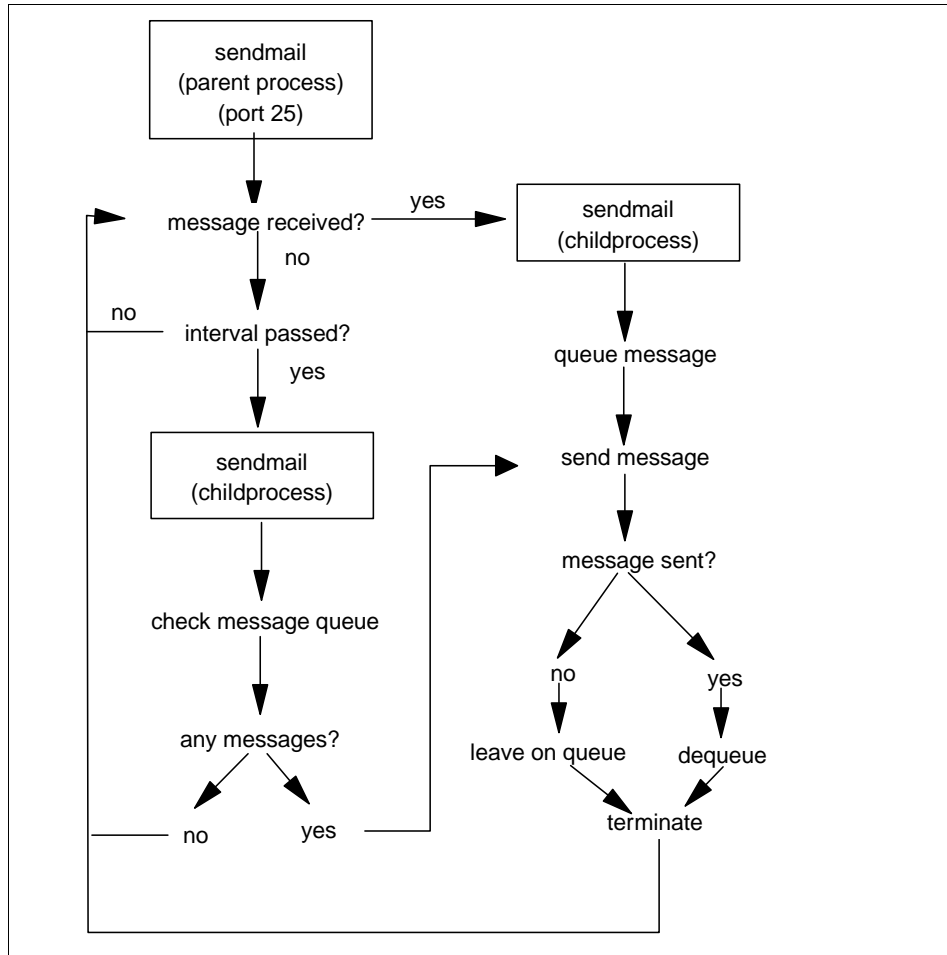 sendmail
(parent process)
(port 25)
message received?
yes
sendmail
(childprocess)
no
no
interval passed?
yes
queue message
sendmail
(childprocess)
send message
message sent?
check message queue
no
yes
any messages?
leave on queue
dequeue
no
yes
terminate